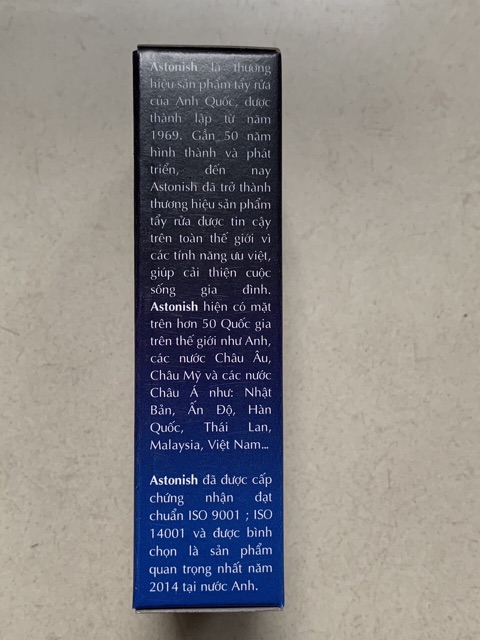 Astonish là thương
hiệu sản phẩm tẩy rửa
của Anh Quốc, được
thành lập từ năm
1969. Gần 50 năm
hình thành và phát
triển, đến nay
Astonish đã trở thành
thương hiệu sản phẩm
tẩy rửa được tin cậy
trên toàn thế giới vì
các tính năng ưu việt,
giúp cải thiện cuộc
sống gia đình.
Astonish hiện có mặt
trên hơn 50 Quốc gia
trên thế giới như Anh,
các nước Châu Âu,
Châu Mỹ và các nước
Châu Á như: Nhật
Bản, Ấn Độ, Hàn
Quốc, Thái Lan,
Malaysia, Việt Nam...
Astonish đã được cấp
chứng nhận đạt
chuẩn ISO 9001 ; ISO
14001 và được bình
chọn là sản phẩm
quan trọng nhất năm
2014 tại nước Anh.